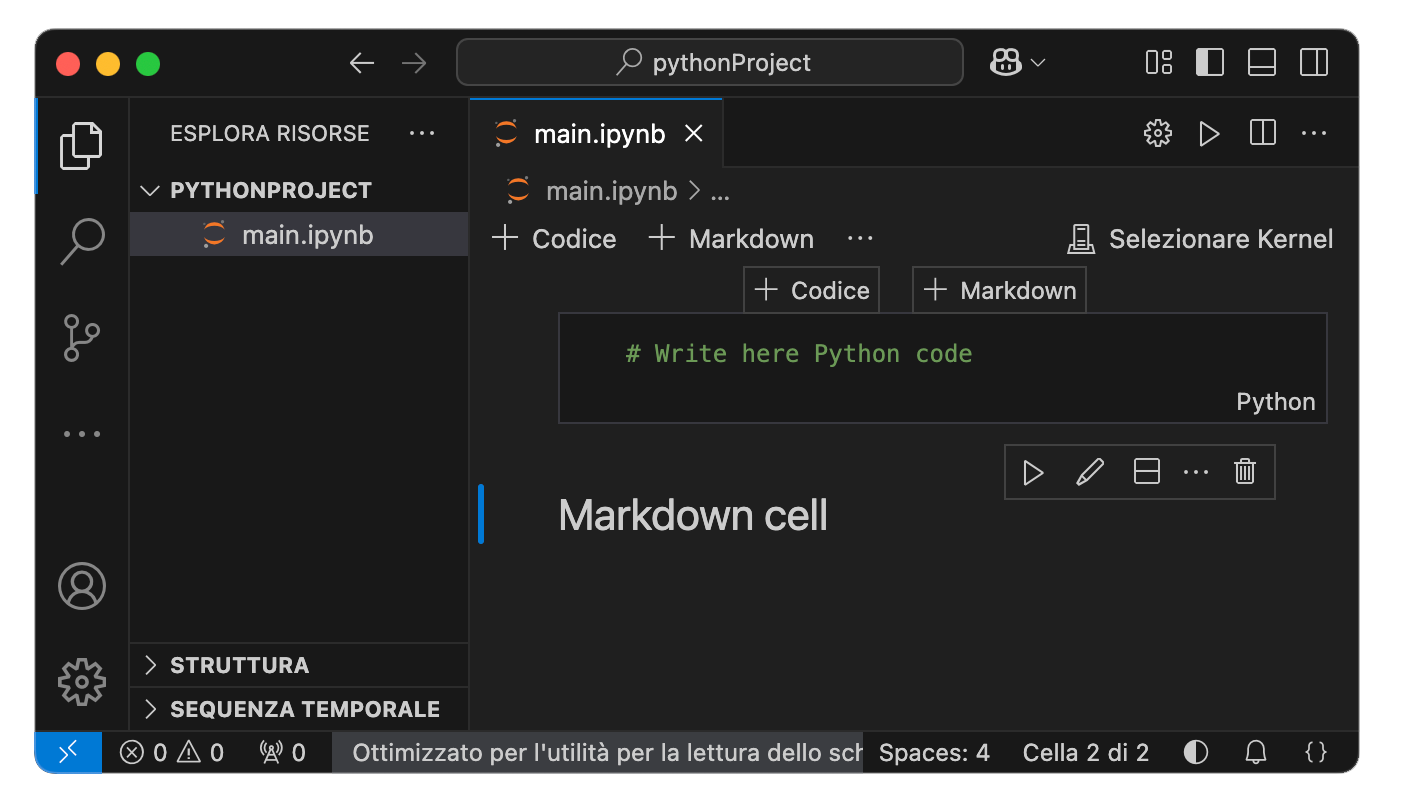 pythonProject
ESPLORA RISORSE
PYTHONPROJECT
main.ipynb
STRUTTURA
SEQUENZA TEMPORALE
main.ipynb
main.ipynb > ...
Codice Markdown ... Selezionare Kernel
Codice Markdown
# Write here Python code
Python
Markdown cell
0 0 0 Ottimizzato per l'utilità per la lettura dello sch Spaces: 4 Cella 2 di 2 {}